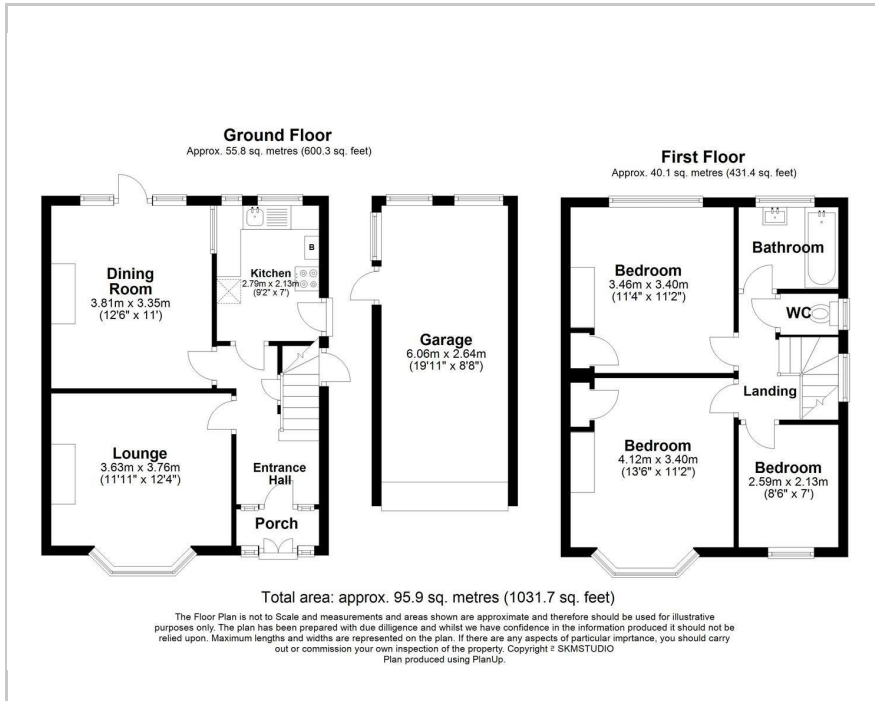 Ground Floor
Approx. 55.8 sq. metres (600.3 sq. feet)
Dining
Room
3.81m x 3.35m
(12'6" x 11')
Kitchen
2.79m x 2.13m
(9'2" x 7')
B
Lounge
3.63m x 3.76m
(11'11" x 12'4")
Entrance
Hall
Porch
Garage
6.06m x 2.64m
(19'11" x 8'8")
First Floor
Approx. 40.1 sq. metres (431.4 sq. feet)
Bedroom
3.46m x 3.40m
(11'4" x 11'2")
Bathroom
WC
Landing
Bedroom
4.12m x 3.40m
(13'6" x 11'2")
Bedroom
2.59m x 2.13m
(8'6" x 7')
Total area: approx. 95.9 sq. metres (1031.7 sq. feet)
The Floor Plan is not to Scale and measurements and areas shown are approximate and therefore should be used for illustrative
purposes only. The plan has been prepared with due dilligence and whilst we have confidence in the information produced it should not be
relied upon. Maximum lengths and widths are represented on the plan. If there are any aspects of particular imprtance, you should carry
out or commission your own inspection of the property. Copyright SKMSTUDIO
Plan produced using PlanUp.